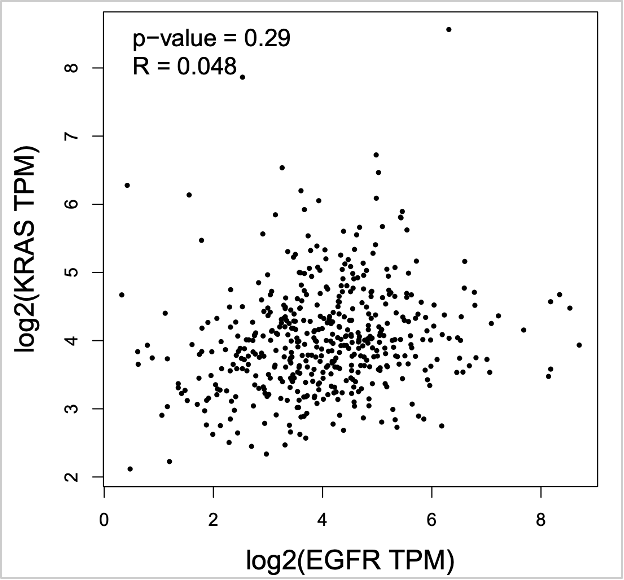 p−value = 0.29
R = 0.048
log2(KRAS TPM)
8
7
6
5
4
3
2
0 2 4 6 8
log2(EGFR TPM)